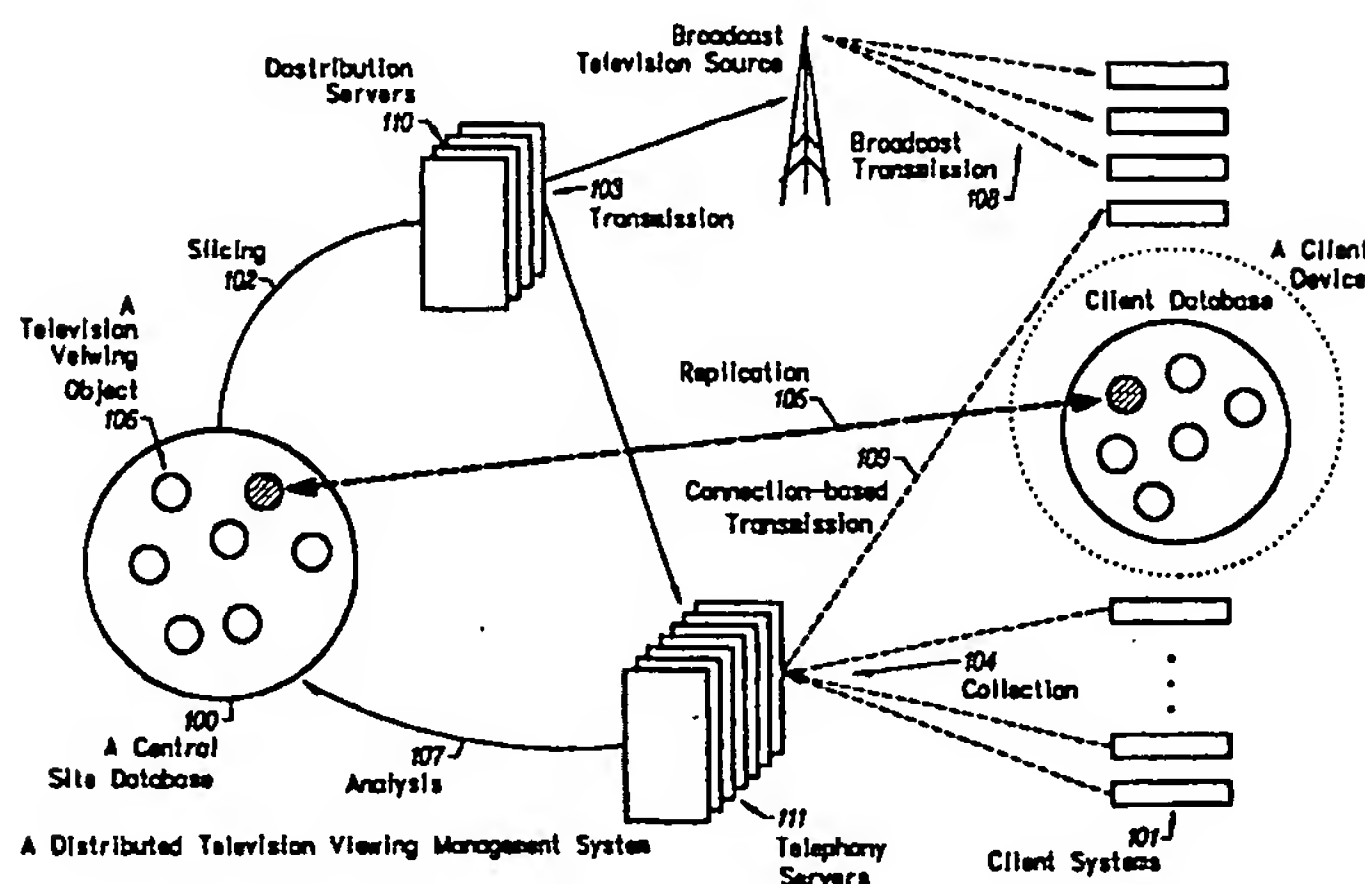 Broadcast
Television Source
Dastribution
Servers
110
103
Transmission
Broadcast
Transmission
108
Slicing
102
A
Television
Velwing
Object
106
A Client
Device
Client Database
Replication
105
109
Connection-based
Transmission
104
Collection
100
A Central
Site Database
107
Analysis
111
Telephony
Servers
101
Client Systems
A Distributed Television Viewing Management System